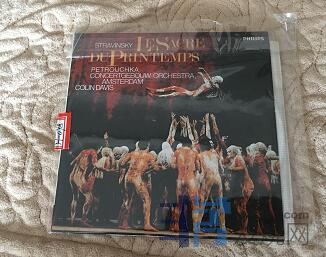 PHILIPS
STRAVINSKY LE SACRE
DU PRINTEMPS
PETROUCHKA
CONCERTGEBOUW-ORCHESTRA,
AMSTERDAM
COLIN DAVIS